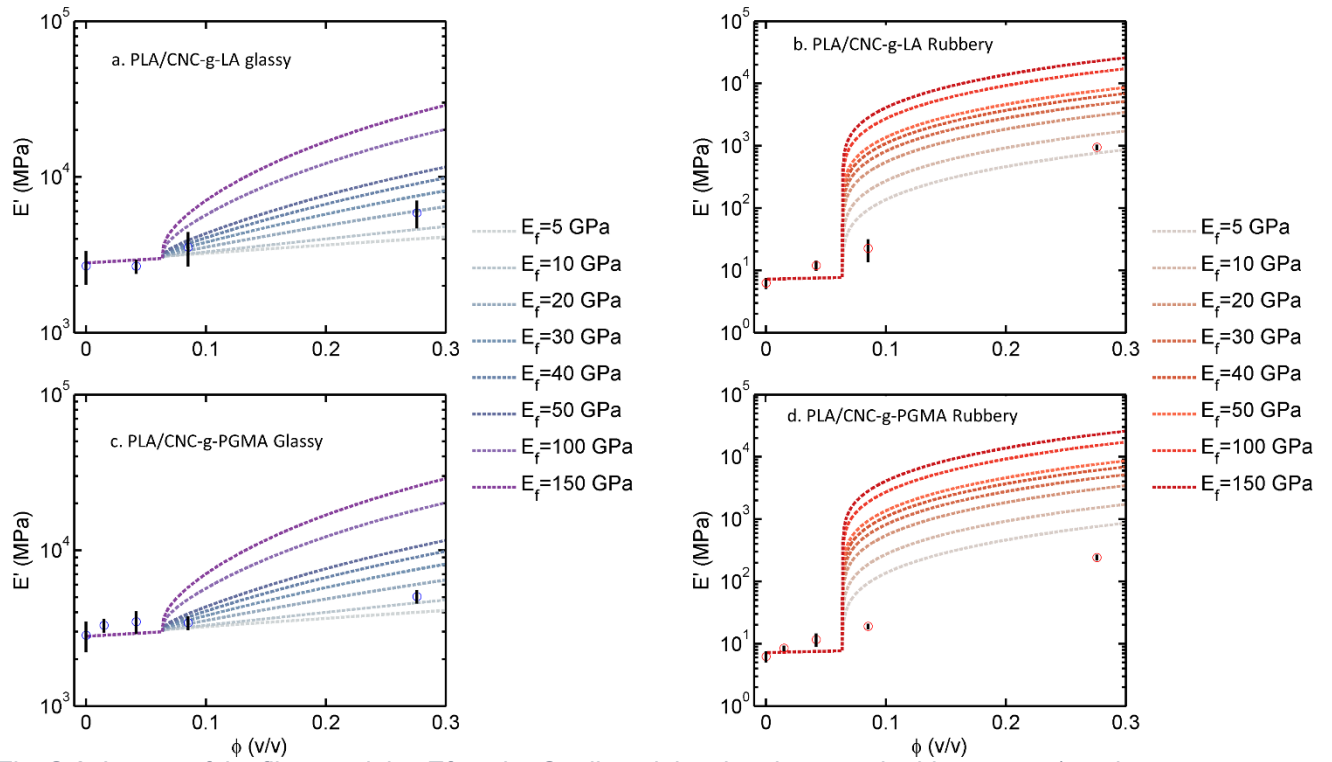 a. PLA/CNC-g-LA glassy
E' (MPa)
10^5
10^4
10^3
0
0.1
0.2
0.3
E_f=5 GPa
E_f=10 GPa
E_f=20 GPa
E_f=30 GPa
E_f=40 GPa
E_f=50 GPa
E_f=100 GPa
E_f=150 GPa
b. PLA/CNC-g-LA Rubbery
E' (MPa)
10^5
10^4
10^3
10^2
10^1
10^0
0
0.1
0.2
0.3
E_f=5 GPa
E_f=10 GPa
E_f=20 GPa
E_f=30 GPa
E_f=40 GPa
E_f=50 GPa
E_f=100 GPa
E_f=150 GPa
c. PLA/CNC-g-PGMA Glassy
E' (MPa)
10^5
10^4
10^3
0
0.1
0.2
0.3
ϕ (v/v)
d. PLA/CNC-g-PGMA Rubbery
E' (MPa)
10^5
10^4
10^3
10^2
10^1
10^0
0
0.1
0.2
0.3
ϕ (v/v)